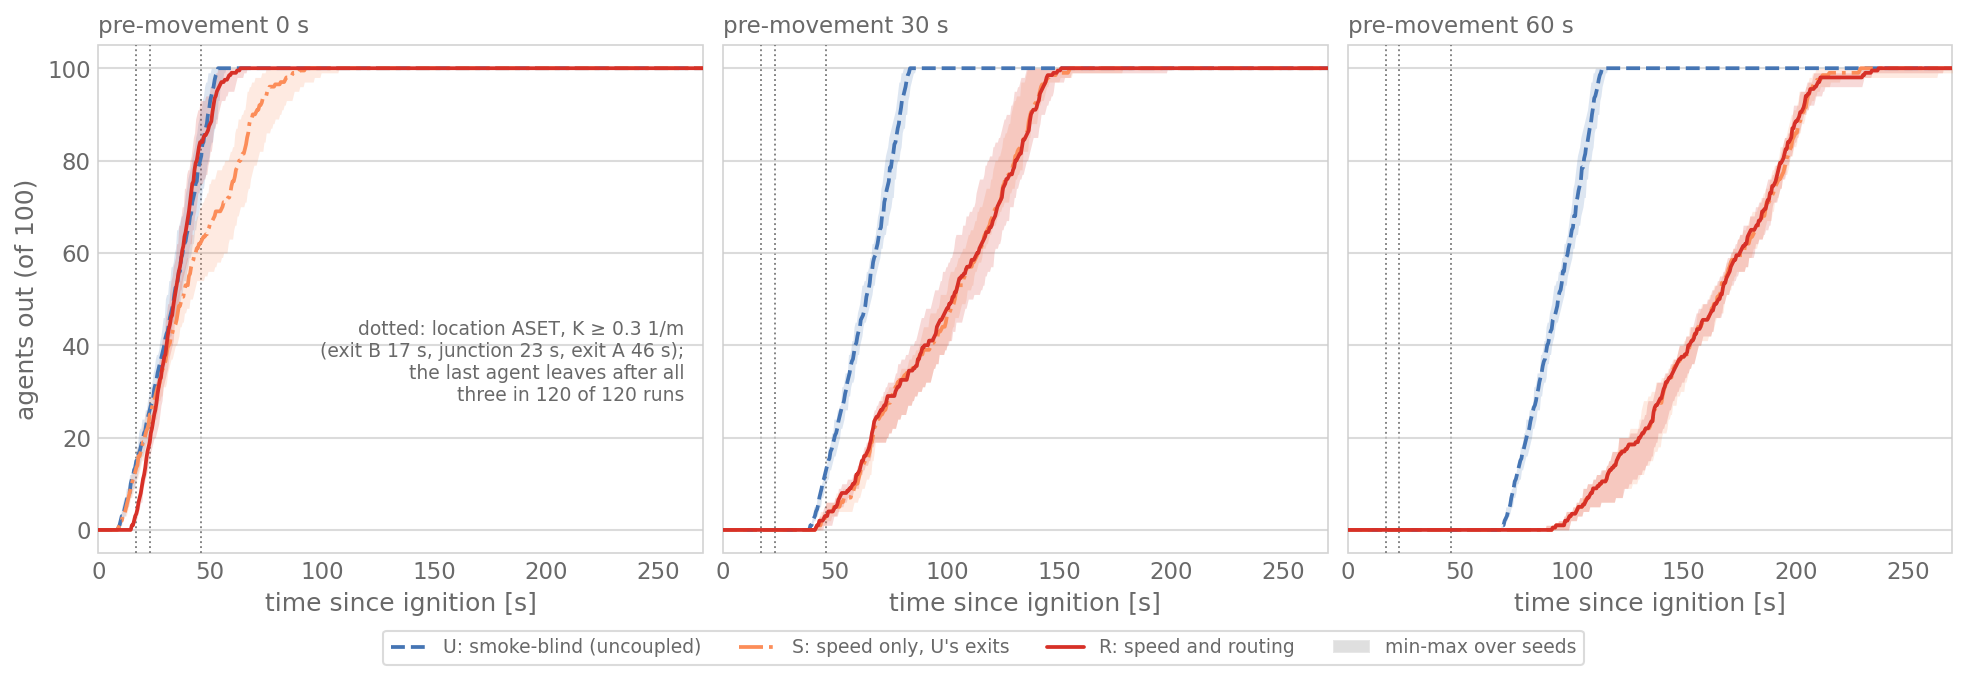 pre-movement 0 s
pre-movement 30 s
pre-movement 60 s
agents out (of 100)
100
80
60
40
20
0
dotted: location ASET, K ≥ 0.3 1/m
(exit B 17 s, junction 23 s, exit A 46 s);
the last agent leaves after all
three in 120 of 120 runs
0 50 100 150 200 250
0 50 100 150 200 250
0 50 100 150 200 250
time since ignition [s]
time since ignition [s]
time since ignition [s]
U: smoke-blind (uncoupled)
S: speed only, U's exits
R: speed and routing
min-max over seeds